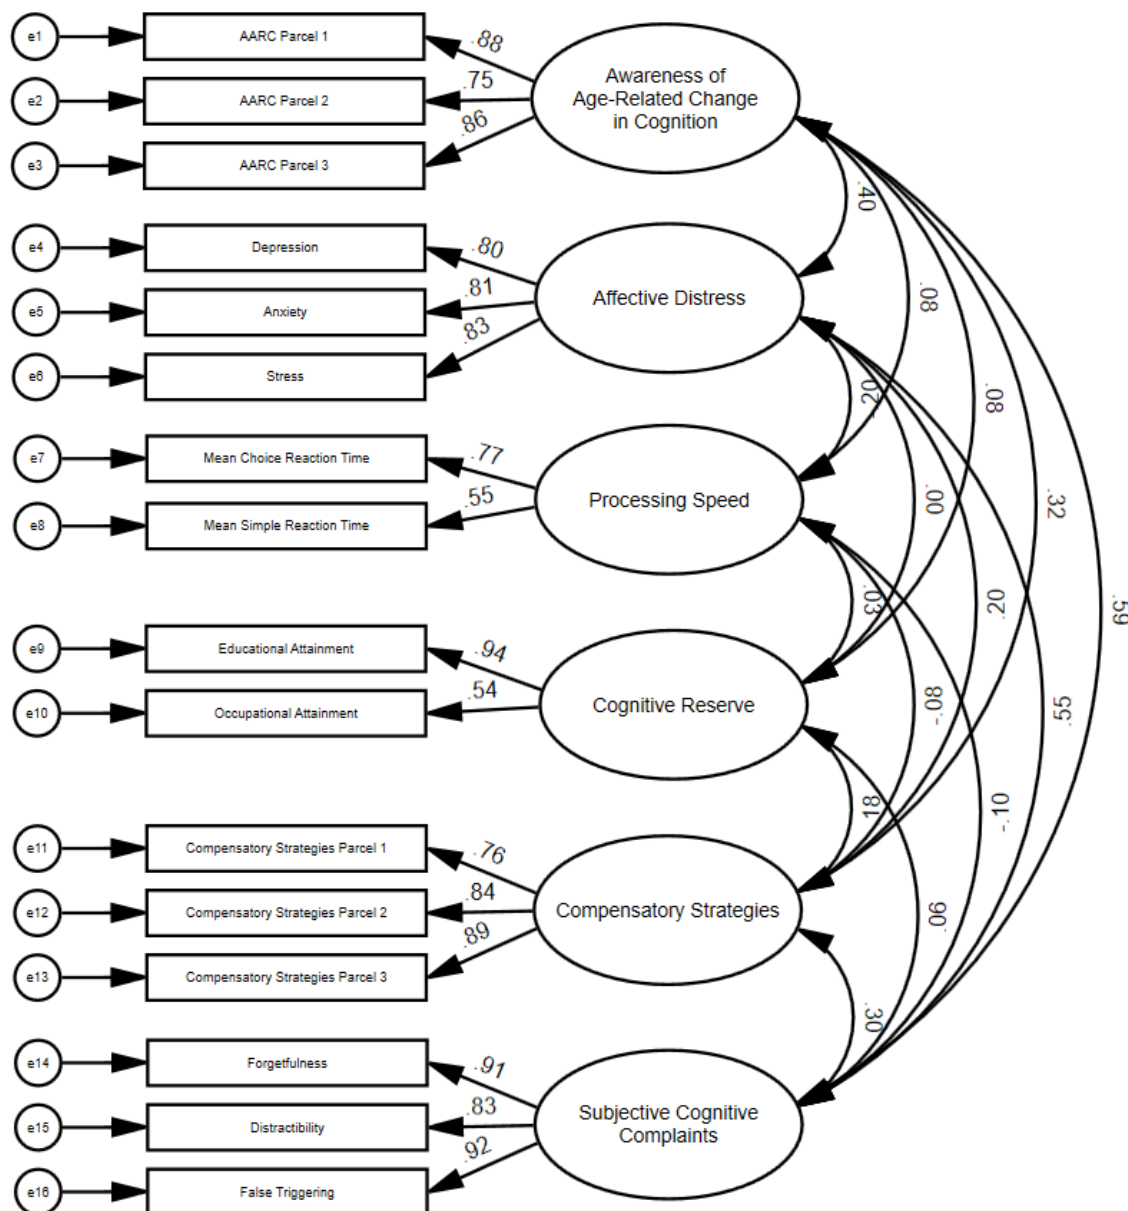 e1
AARC Parcel 1
.88
Awareness of
Age-Related Change
in Cognition
e2
AARC Parcel 2
.75
e3
AARC Parcel 3
.86
.40
e4
Depression
.80
Affective Distress
e5
Anxiety
.81
.08
e6
Stress
.83
.20
.08
e7
Mean Choice Reaction Time
.77
Processing Speed
e8
Mean Simple Reaction Time
.55
.00
.32
.03
.20
.59
e9
Educational Attainment
.94
Cognitive Reserve
e10
Occupational Attainment
.54
-.08
.55
.18
-.10
e11
Compensatory Strategies Parcel 1
.76
Compensatory Strategies
e12
Compensatory Strategies Parcel 2
.84
.06
e13
Compensatory Strategies Parcel 3
.89
.30
e14
Forgetfulness
.91
Subjective Cognitive
Complaints
e15
Distractibility
.83
e16
False Triggering
.92